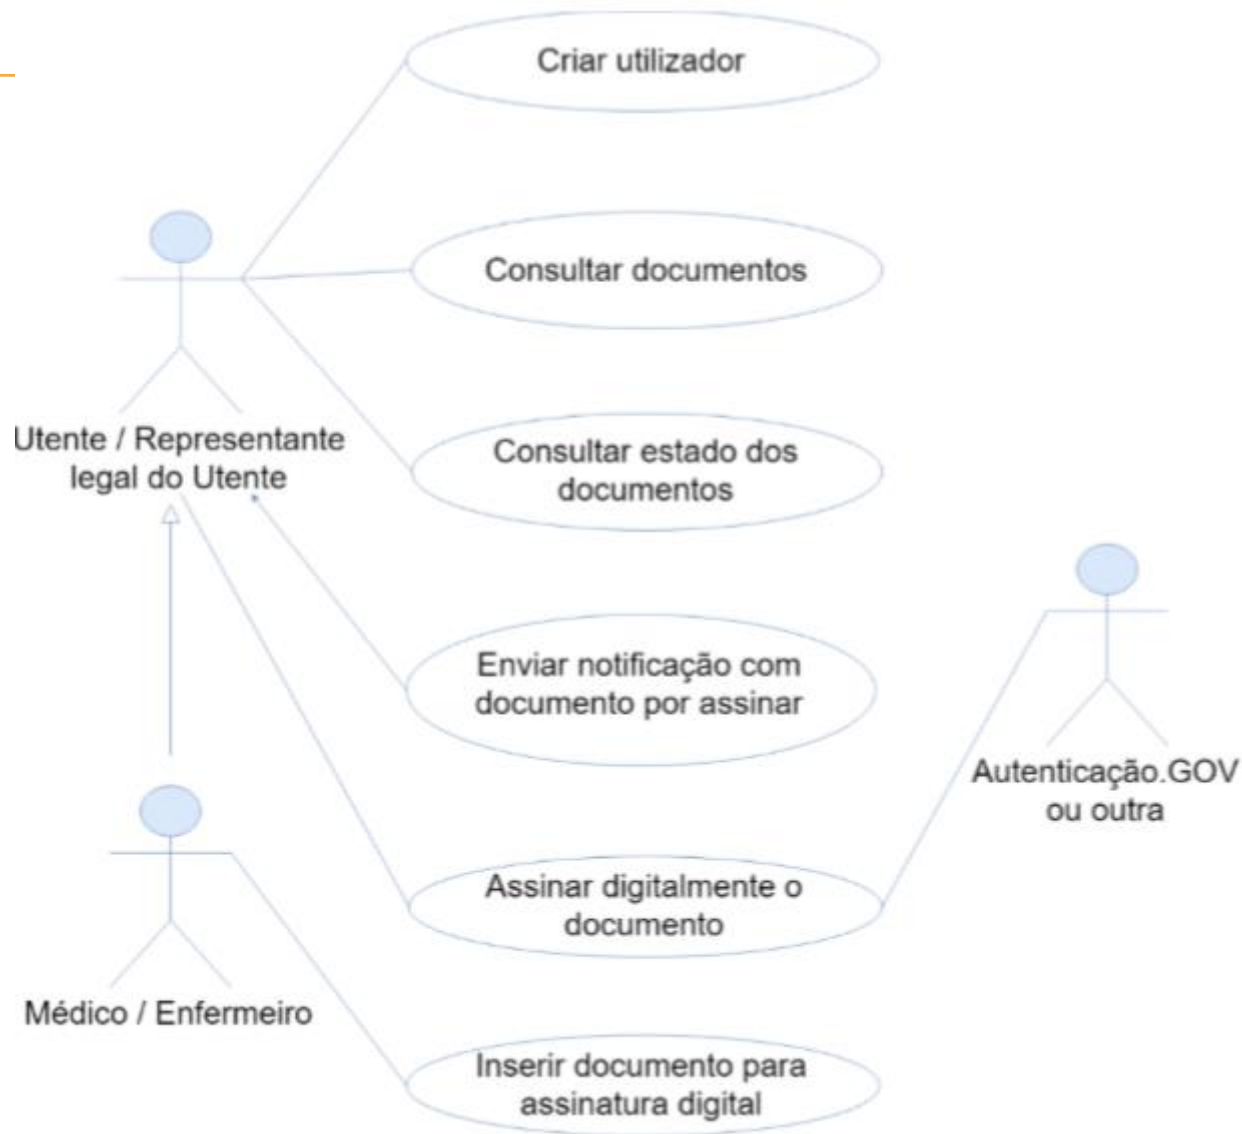 Criar utilizador
Consultar documentos
Utente / Representante
legal do Utente
Consultar estado dos
documentos
Enviar notificação com
documento por assinar
Autenticação.GOV
ou outra
Assinar digitalmente o
documento
Médico / Enfermeiro
Inserir documento para
assinatura digital